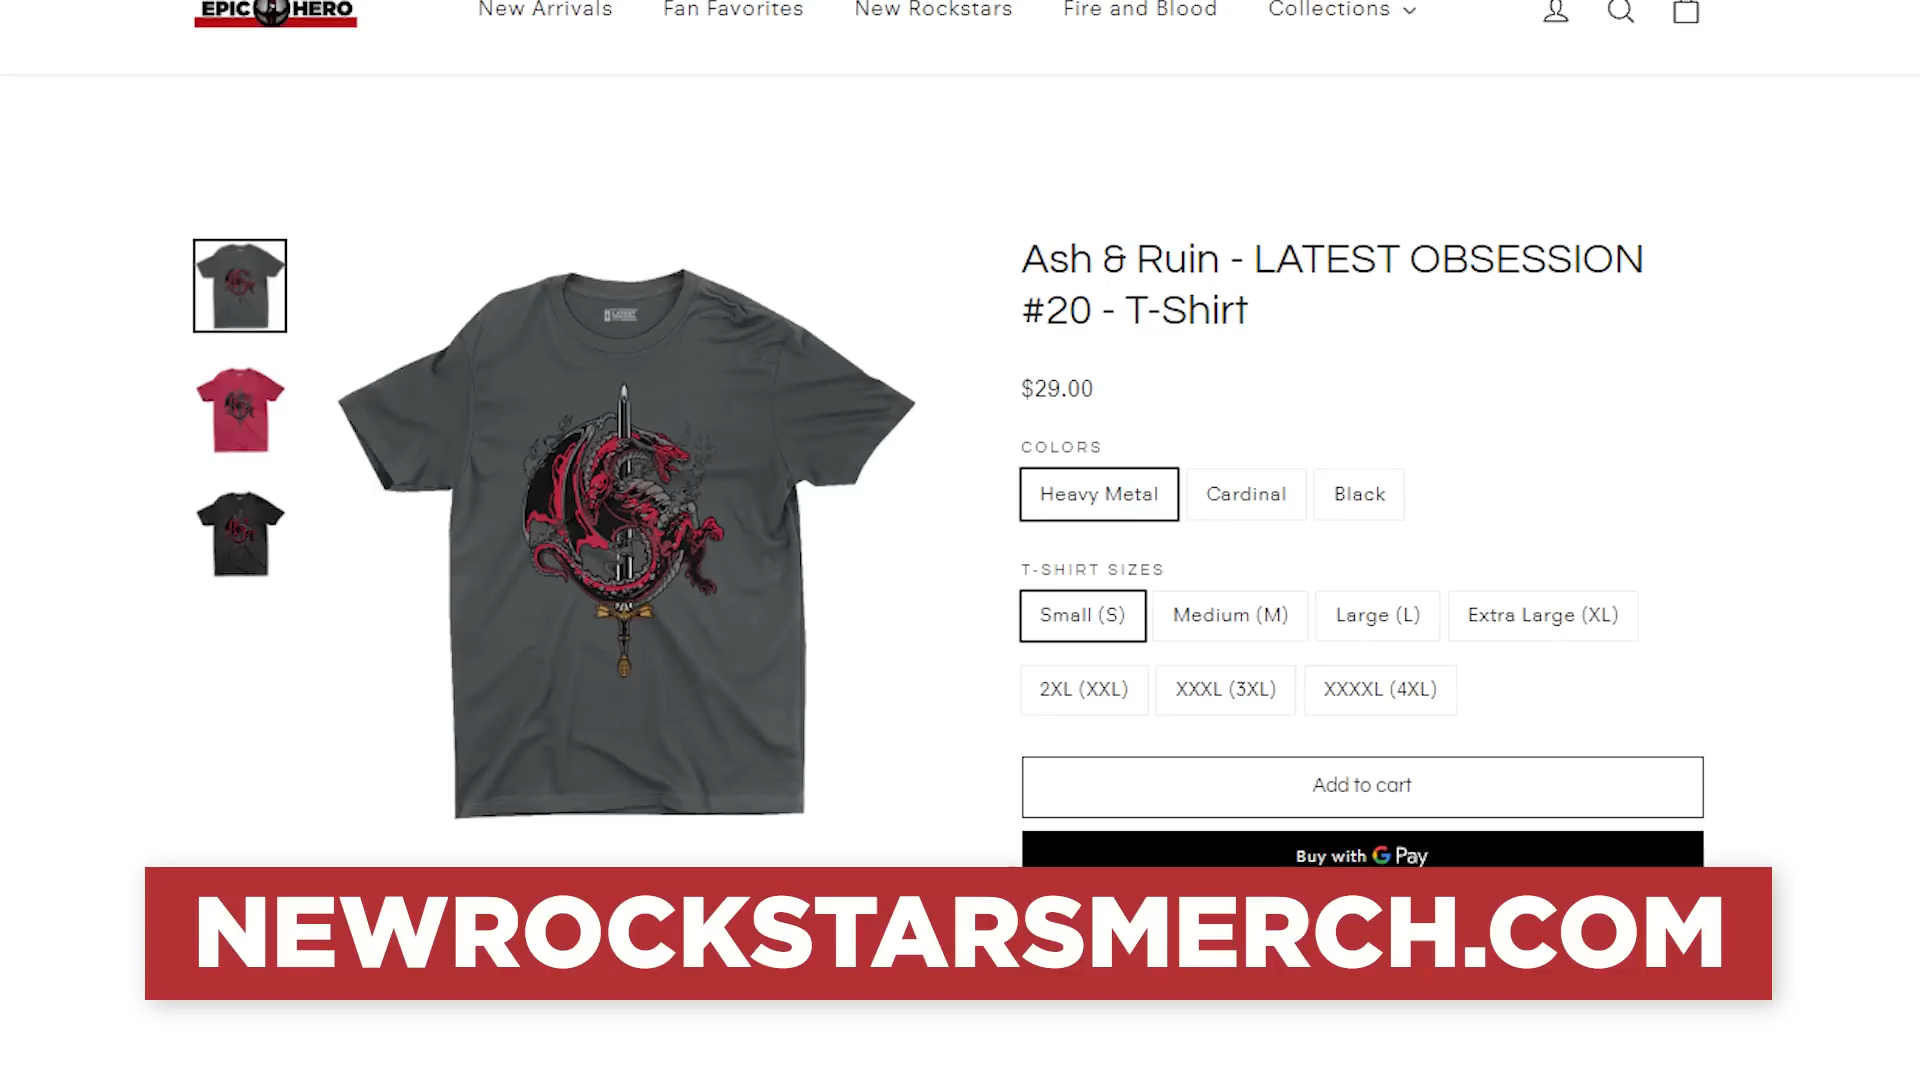 EPIC HERO
New Arrivals
Fan Favorites
New Rockstars
Fire and Blood
Collections
Ash & Ruin - LATEST OBSESSION
#20 - T-Shirt
$29.00
COLORS
Heavy Metal
Cardinal
Black
T-SHIRT SIZES
Small (S)
Medium (M)
Large (L)
Extra Large (XL)
2XL (XXL)
XXXL (3XL)
XXXXL (4XL)
Add to cart
Buy with G Pay
NEWROCKSTARSMERCH.COM